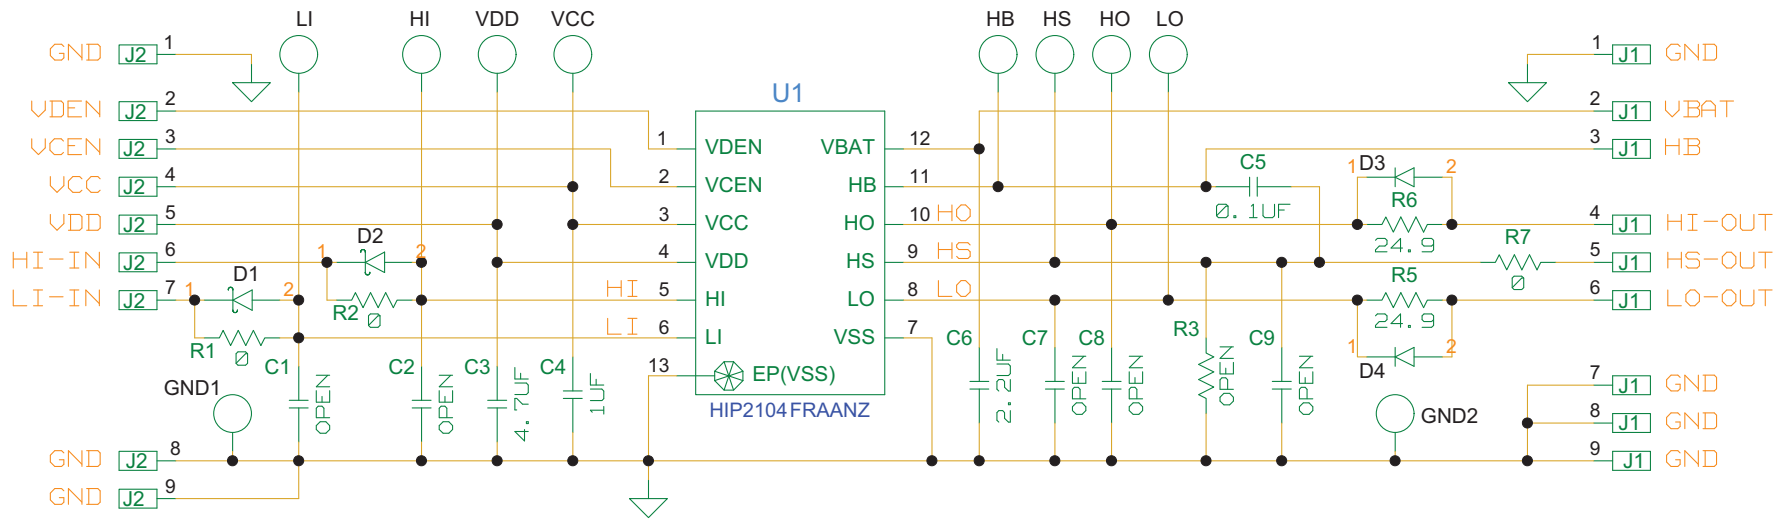 LI HI VDD VCC HB HS HO LO
GND J2 1 1 J1 GND
U1
VDEN J2 2 2 J1 VBAT
VCEN J2 3 1 VDEN VBAT 12 3 J1 HB
VCC J2 4 2 VCEN HB 11 C5 1 D3 2
0.1UF R6
VDD J2 5 3 VCC HO 10 HO 24.9 4 J1 HI-OUT
HI-IN J2 6 1 D2 2 4 VDD HS 9 HS R7 0 5 J1 HS-OUT
LI-IN J2 7 1 D1 2 R2 0 HI 5 HI LO 8 LO R5 24.9 6 J1 LO-OUT
R1 0 LI 6 LI VSS 7 R3 OPEN 1 D4 2
C1 OPEN C2 OPEN C3 4.7UF C4 1UF 13 EP(VSS) C6 2.2UF C7 OPEN C8 OPEN C9 OPEN
HIP2104FRAANZ
GND1 GND2
7 J1 GND
8 J1 GND
GND J2 8 9 J1 GND
GND J2 9